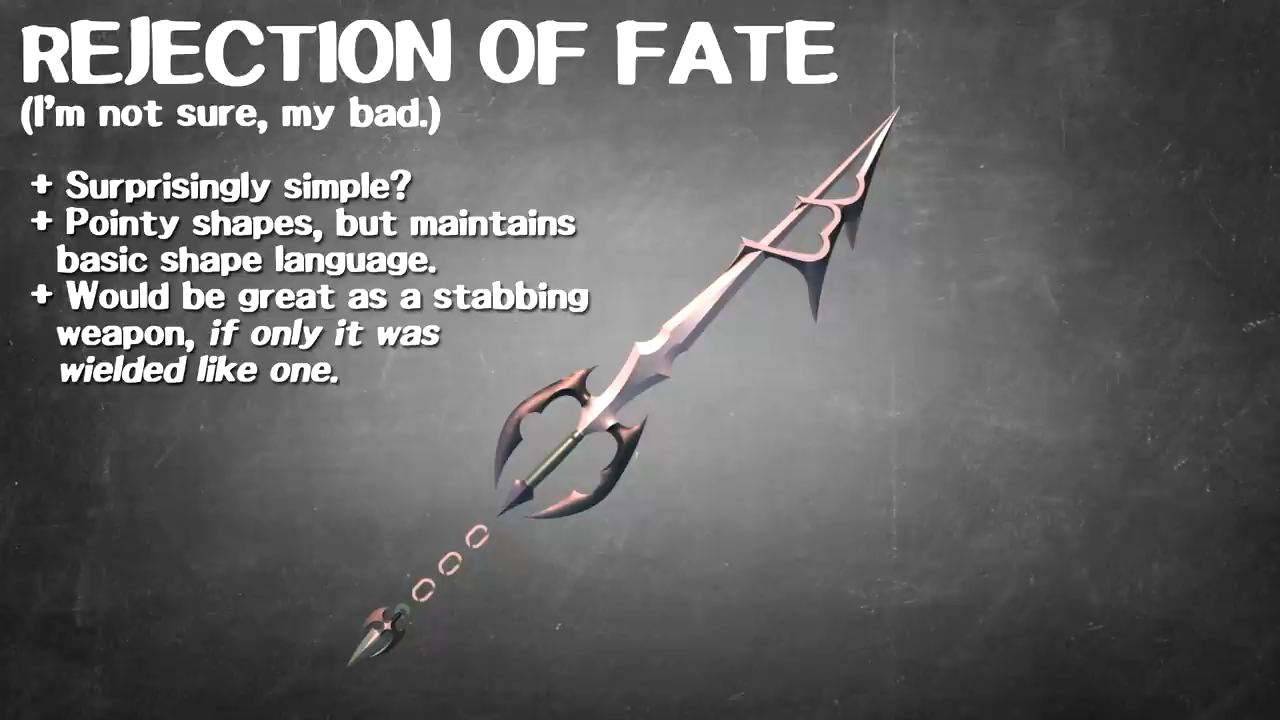 REJECTION OF FATE
(I'm not sure, my bad.)
+ Surprisingly simple?
+ Pointy shapes, but maintains
basic shape language.
+ Would be great as a stabbing
weapon, if only it was
wielded like one.